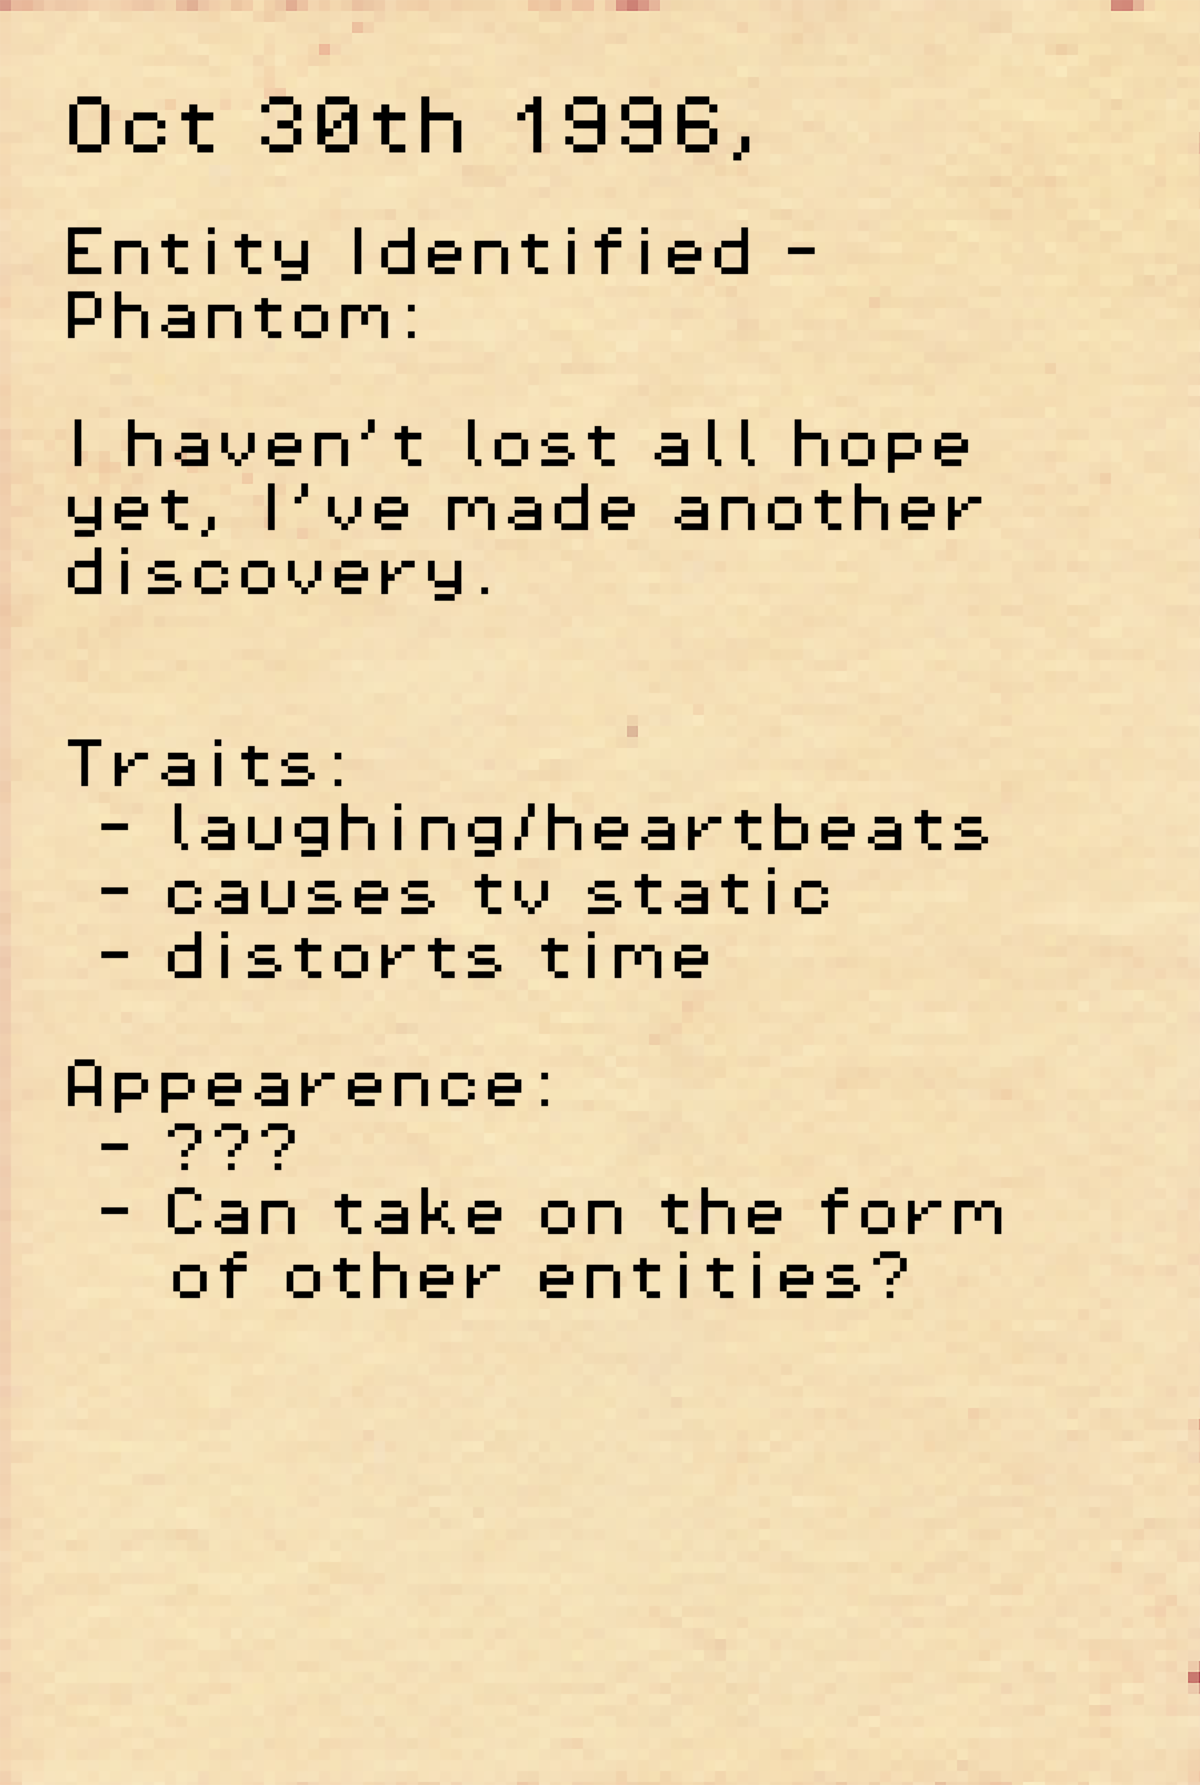 Oct 30th 1996,
Entity Identified -
Phantom:
I haven't lost all hope
yet, I've made another
discovery.
Traits:
- laughing/heartbeats
- causes tv static
- distorts time
Appearence:
- ???
- Can take on the form
of other entities?